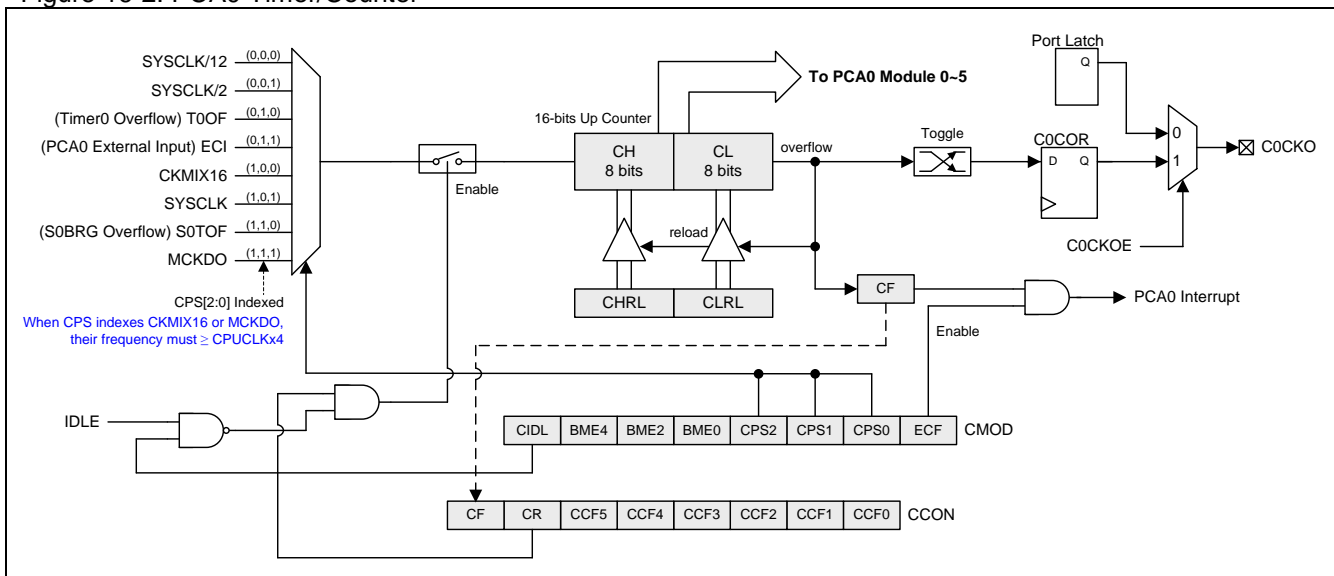 Figure 16-2. PCA0 Timer/Counter
SYSCLK/12 (0,0,0)
SYSCLK/2 (0,0,1)
(Timer0 Overflow) T0OF (0,1,0)
(PCA0 External Input) ECI (0,1,1)
CKMIX16 (1,0,0)
SYSCLK (1,0,1)
(S0BRG Overflow) S0TOF (1,1,0)
MCKDO (1,1,1)
CPS[2:0] Indexed
When CPS indexes CKMIX16 or MCKDO,
their frequency must ≥ CPUCLKx4
Enable
16-bits Up Counter
To PCA0 Module 0~5
CH
8 bits
CL
8 bits
overflow
reload
CHRL
CLRL
Toggle
Port Latch
Q
C0COR
D
Q
0
1
C0CKO
C0CKOE
CF
PCA0 Interrupt
Enable
IDLE
CIDL BME4 BME2 BME0 CPS2 CPS1 CPS0 ECF CMOD
CF CR CCF5 CCF4 CCF3 CCF2 CCF1 CCF0 CCON